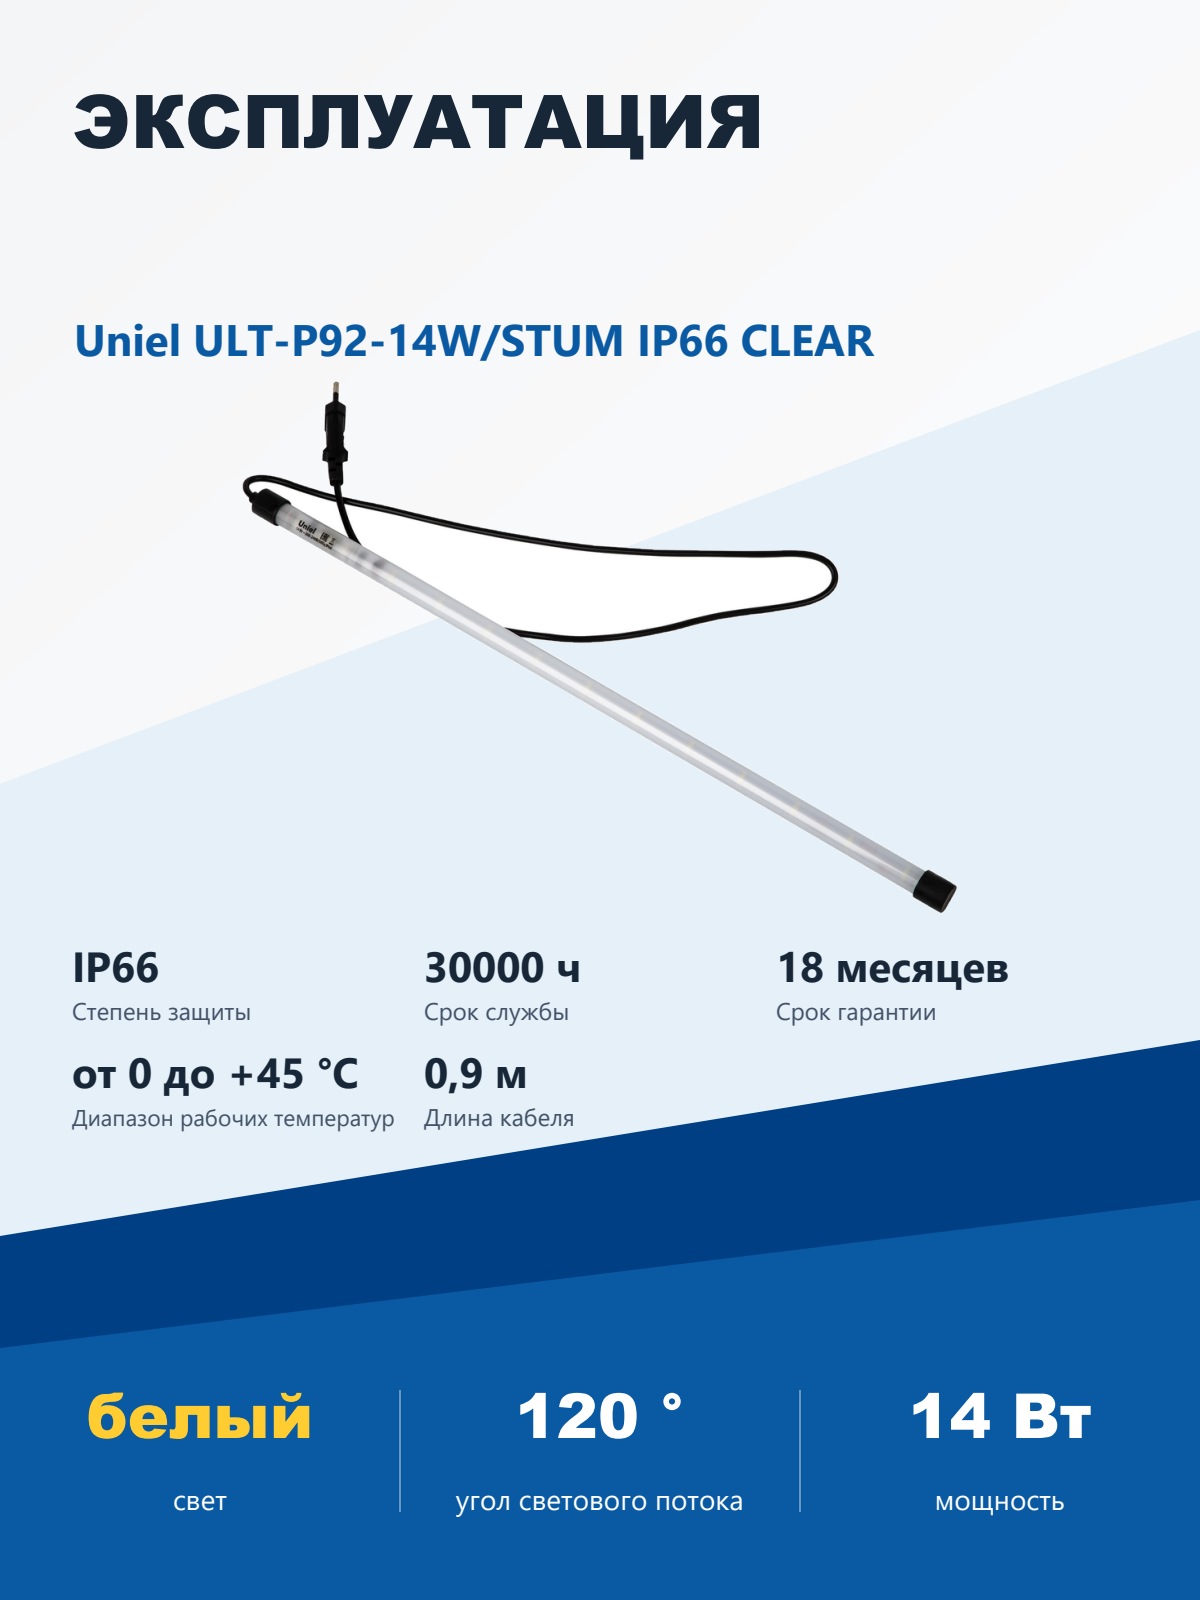 ЭКСПЛУАТАЦИЯ
Uniel ULT-P92-14W/STUM IP66 CLEAR
Uniel
IP66
30000 ч
18 месяцев
Степень защиты
Срок службы
Срок гарантии
от 0 до +45 °C
0,9 м
Диапазон рабочих температур
Длина кабеля
белый
120 °
14 Вт
свет
угол светового потока
мощность